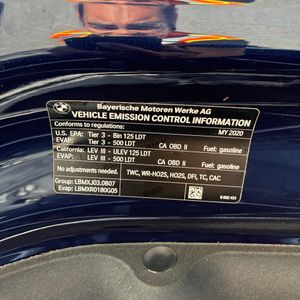 BMW
Bayerische Motoren Werke AG
VEHICLE EMISSION CONTROL INFORMATION
Conforms to regulations: MY 2020
U.S. EPA: Tier 3 - Bin 125 LDT
EVAP: Tier 3 - 500 LDT CA OBD II Fuel: gasoline
California: LEV III - ULEV 125 LDT
EVAP: LEV III - 500 LDT CA OBD II Fuel: gasoline
No adjustments needed. TWC, WR-HO2S, HO2S, DFI, TC, CAC
Group: LBMXJ03.0B07
Evap: LBMXR0180G05